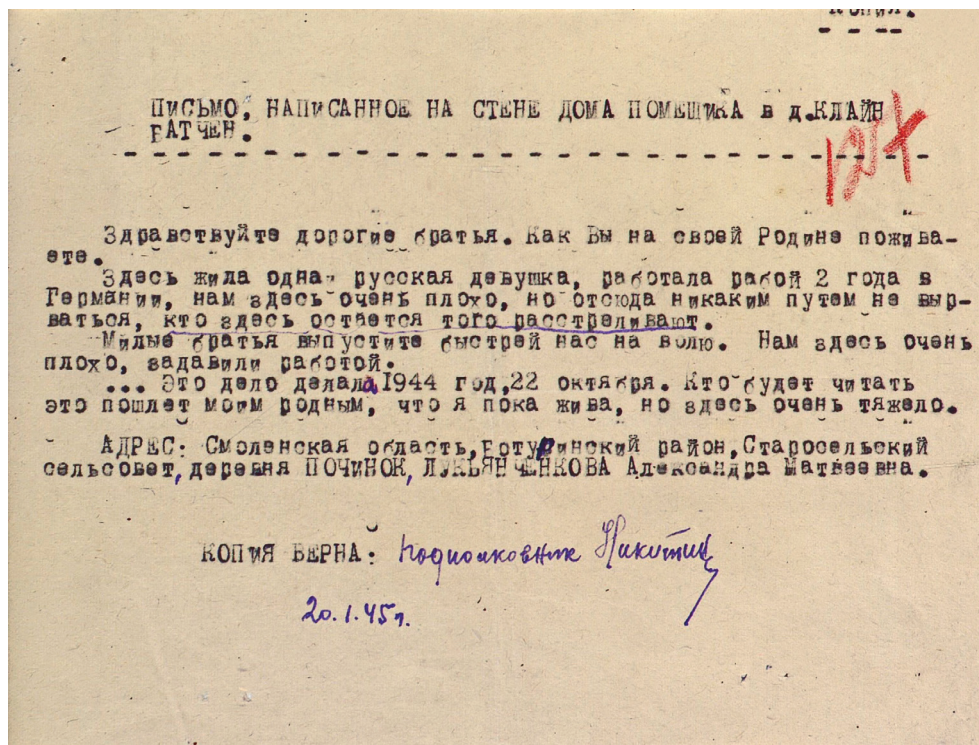 КОПИЯ.
ПИСЬМО, НАПИСАННОЕ НА СТЕНЕ ДОМА ПОМЕЩИКА в д.КЛАЙН
РАТЧЕН.
Здравствуйте дорогие братья. Как Вы на своей Родине пожива-
ете.
Здесь жила одна русская девушка, работала рабой 2 года в
Германии, нам здесь очень плохо, но отсюда никаким путем не выр-
ваться, кто здесь остается того расстреливают.
Милые братья выпустите быстрей нас на волю. Нам здесь очень
плохо, задавили работой.
... Это дело делала 1944 год,22 октября. Кто будет читать
это пошлет моим родным, что я пока жива, но здесь очень тяжело.
АДРЕС: Смоленская область, район,Старосельский
сельсовет,деревня ПОЧИНОК, ЛУКЬЯНЧЕНКОВА Александра Матвеевна.
КОПИЯ ВЕРНА: подполковник Никитин
20.1.45г.